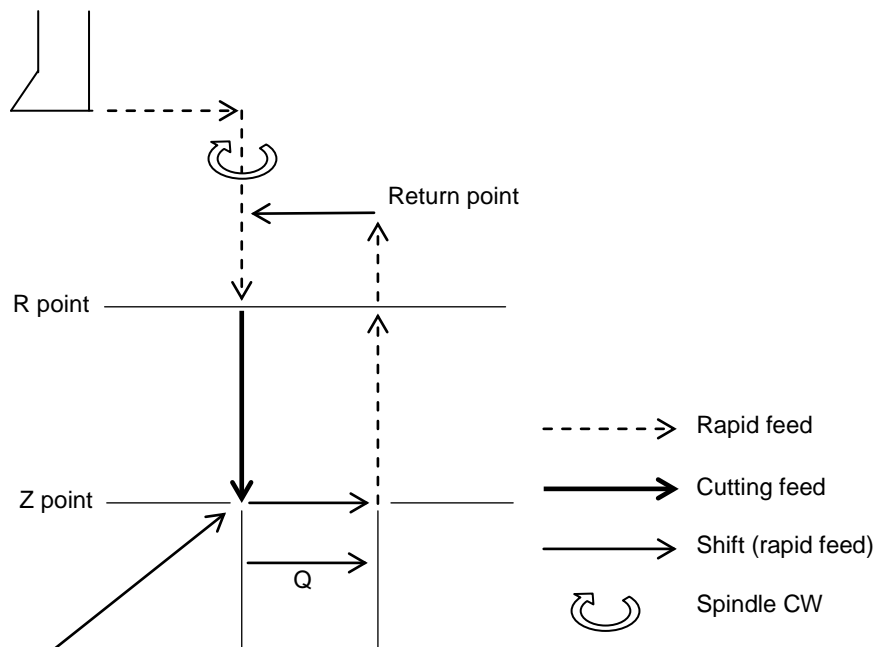 Return point
R point
Rapid feed
Cutting feed
Z point
Shift (rapid feed)
Q
Spindle CW